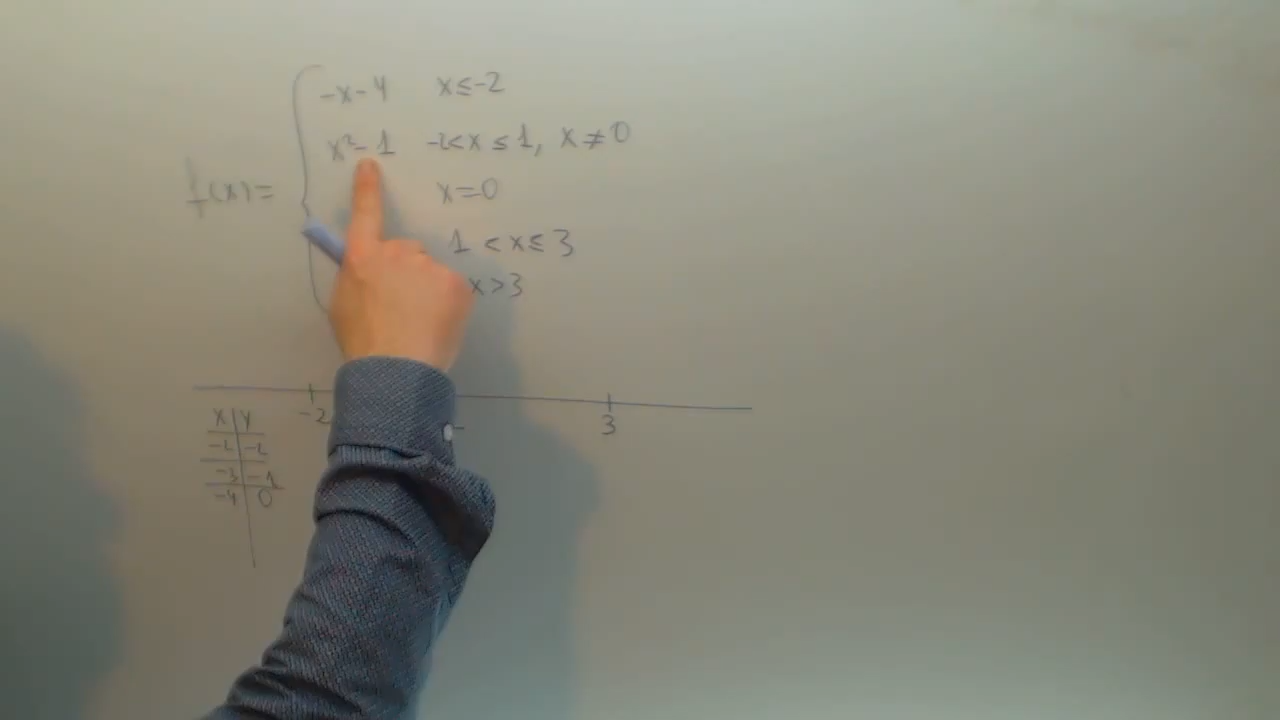 -x-4 x≤-2
x²-1 -2<x≤1, x≠0
f(x)= x=0
1<x≤3
x>3
-2 3
x y
-2 -2
-3 -1
-4 0